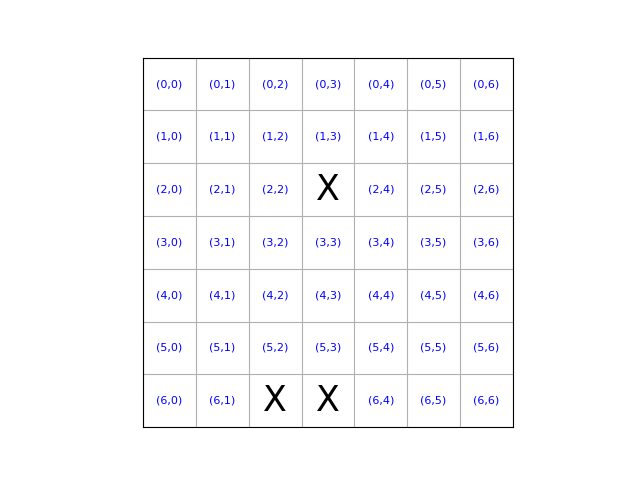 (0,0) (0,1) (0,2) (0,3) (0,4) (0,5) (0,6)
(1,0) (1,1) (1,2) (1,3) (1,4) (1,5) (1,6)
(2,0) (2,1) (2,2) X (2,4) (2,5) (2,6)
(3,0) (3,1) (3,2) (3,3) (3,4) (3,5) (3,6)
(4,0) (4,1) (4,2) (4,3) (4,4) (4,5) (4,6)
(5,0) (5,1) (5,2) (5,3) (5,4) (5,5) (5,6)
(6,0) (6,1) X X (6,4) (6,5) (6,6)